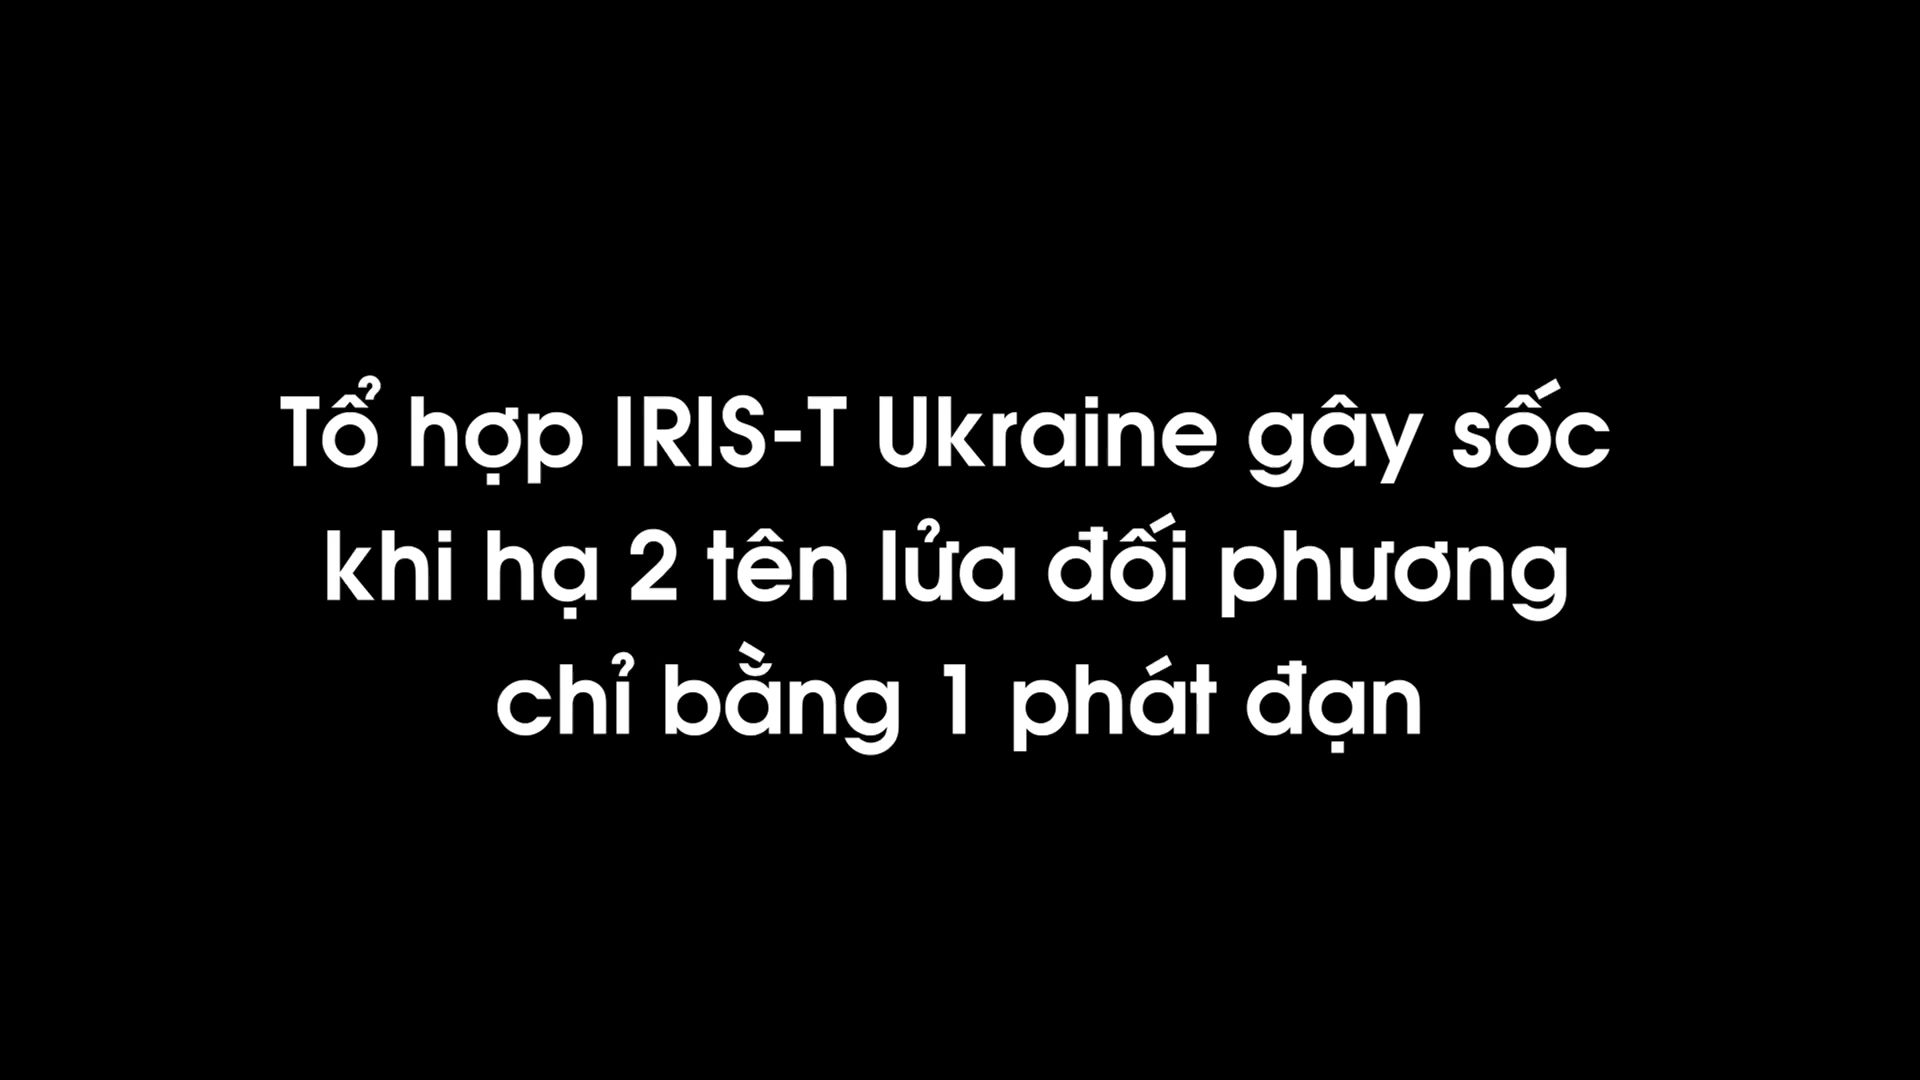 Tổ hợp IRIS-T Ukraine gây sốc
khi hạ 2 tên lửa đối phương
chỉ bằng 1 phát đạn